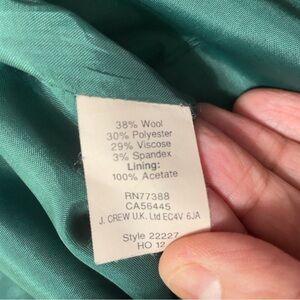 38% Wool
30% Polyester
29% Viscose
3% Spandex
Lining:
100% Acetate
RN77388
CA56445
J. CREW U.K. Ltd EC4V 6JA
Style 22227
HO 12